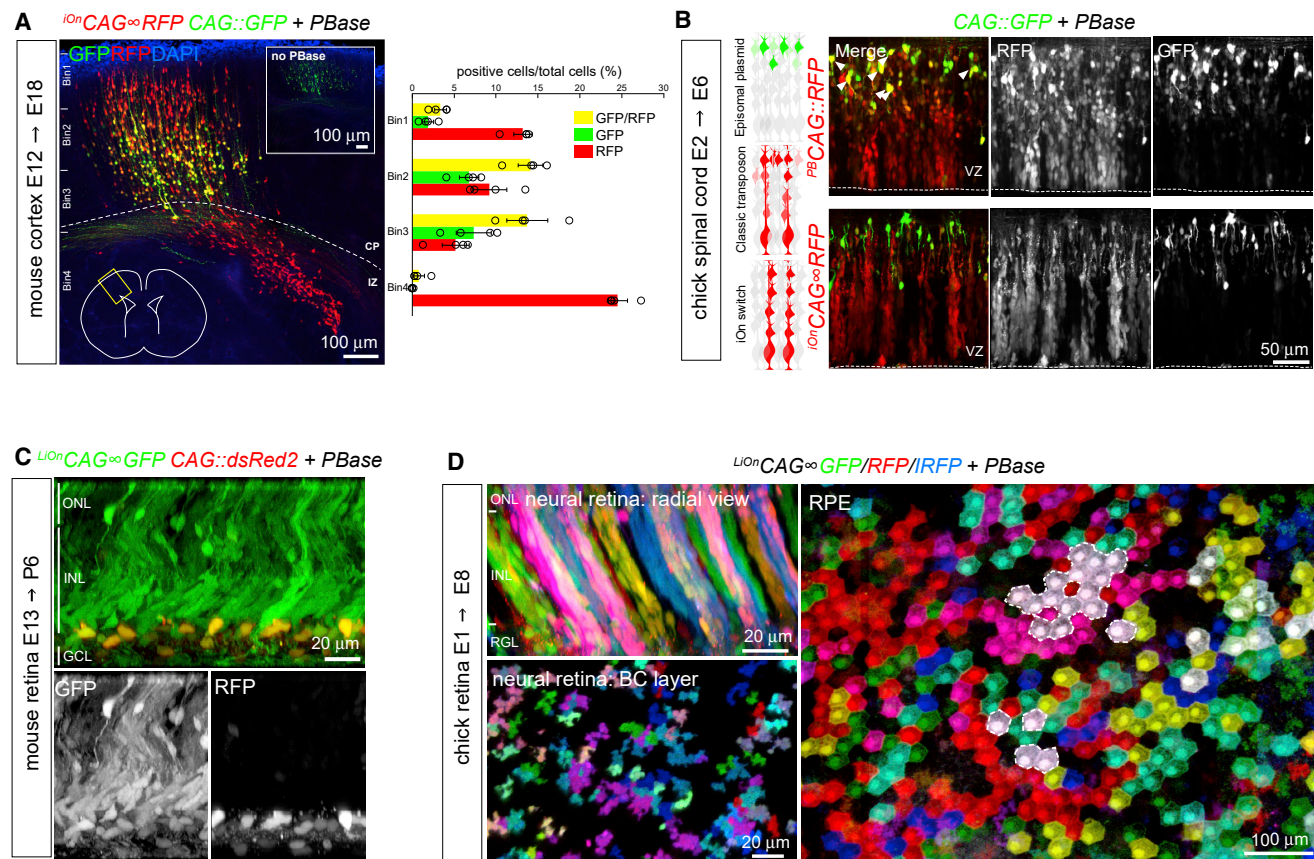 A
iOnCAG∞RFP CAG::GFP + PBase
mouse cortex E12 → E18
GFPRFPDAPI
no PBase
100 µm
Bin1
Bin2
Bin3
Bin4
CP
IZ
100 µm
positive cells/total cells (%)
0 5 10 15 20 25 30
Bin1
Bin2
Bin3
Bin4
GFP/RFP
GFP
RFP
B
CAG::GFP + PBase
chick spinal cord E2 → E6
Episomal plasmid
Classic transposon
iOn switch
PBCAG::RFP
iOnCAG∞RFP
Merge
RFP
GFP
VZ
VZ
50 µm
C
LiOnCAG∞GFP CAG::dsRed2 + PBase
mouse retina E13 → P6
ONL
INL
GCL
20 µm
GFP
RFP
D
LiOnCAG∞GFP/RFP/IRFP + PBase
chick retina E1 → E8
ONL
neural retina: radial view
INL
RGL
20 µm
neural retina: BC layer
20 µm
RPE
100 µm